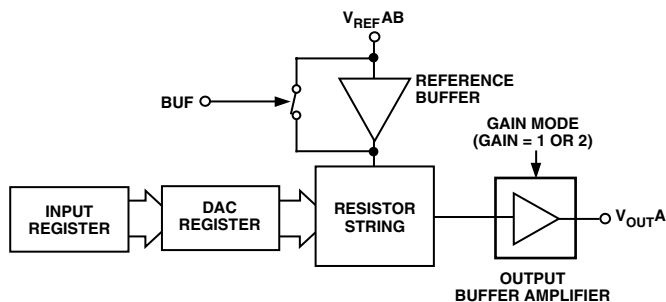 V_REF AB
REFERENCE
BUFFER
BUF
GAIN MODE
(GAIN = 1 OR 2)
INPUT
REGISTER
DAC
REGISTER
RESISTOR
STRING
V_OUT A
OUTPUT
BUFFER AMPLIFIER